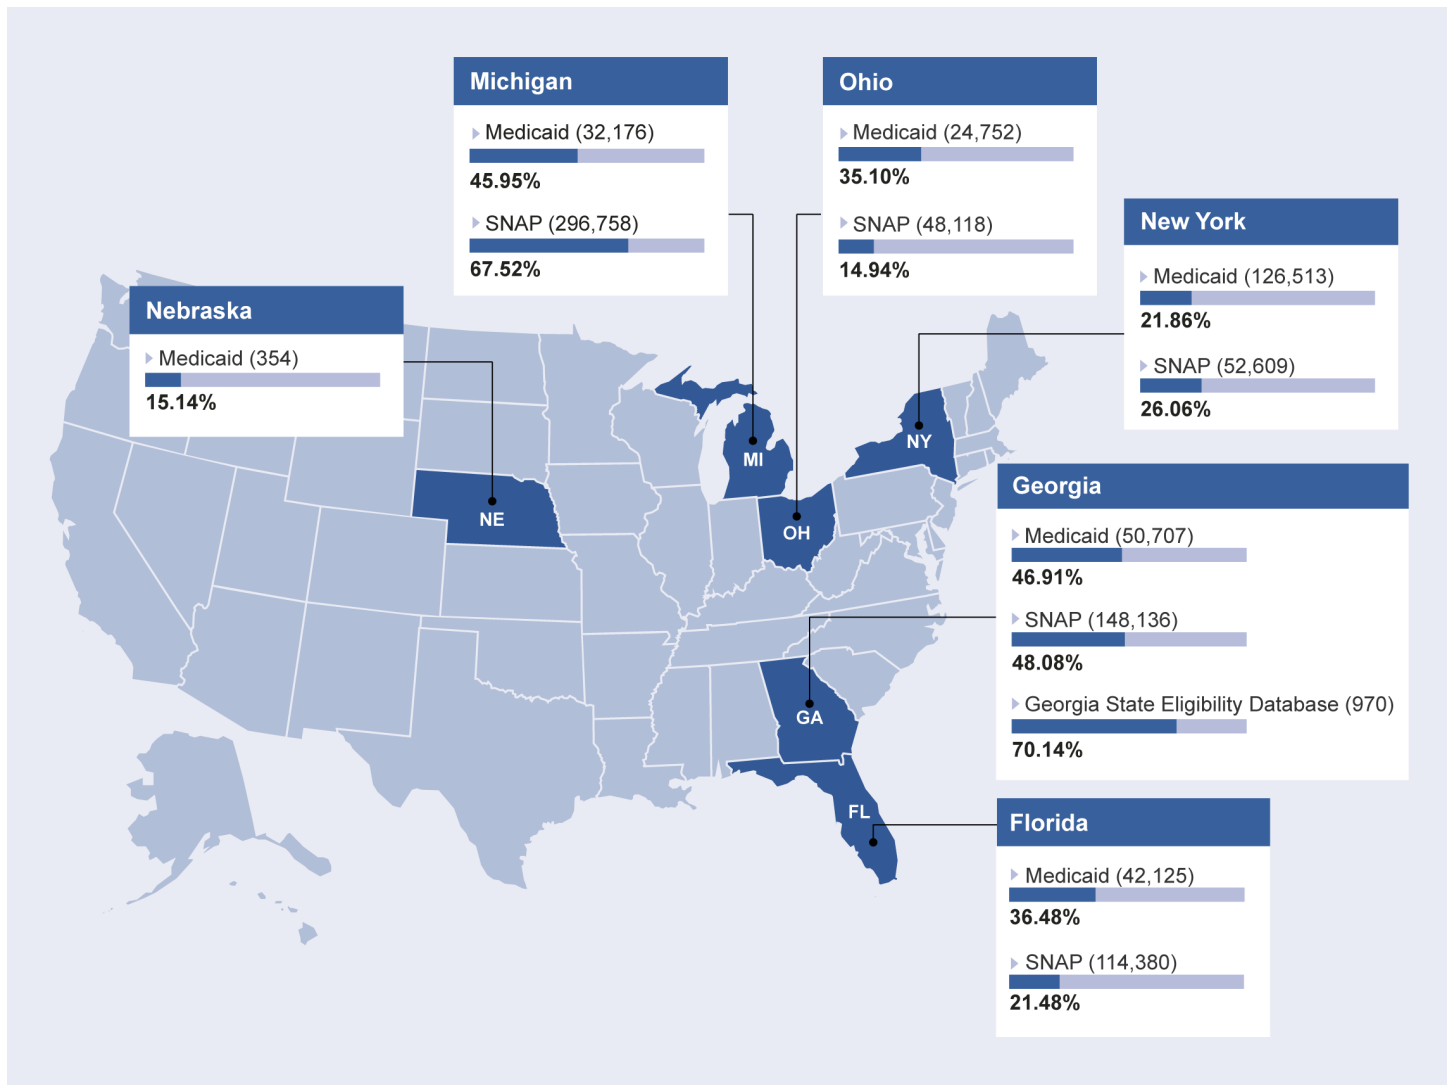 Michigan
Medicaid (32,176)
45.95%
SNAP (296,758)
67.52%
Ohio
Medicaid (24,752)
35.10%
SNAP (48,118)
14.94%
New York
Medicaid (126,513)
21.86%
SNAP (52,609)
26.06%
Nebraska
Medicaid (354)
15.14%
Georgia
Medicaid (50,707)
46.91%
SNAP (148,136)
48.08%
Georgia State Eligibility Database (970)
70.14%
Florida
Medicaid (42,125)
36.48%
SNAP (114,380)
21.48%
NY
MI
NE
OH
GA
FL